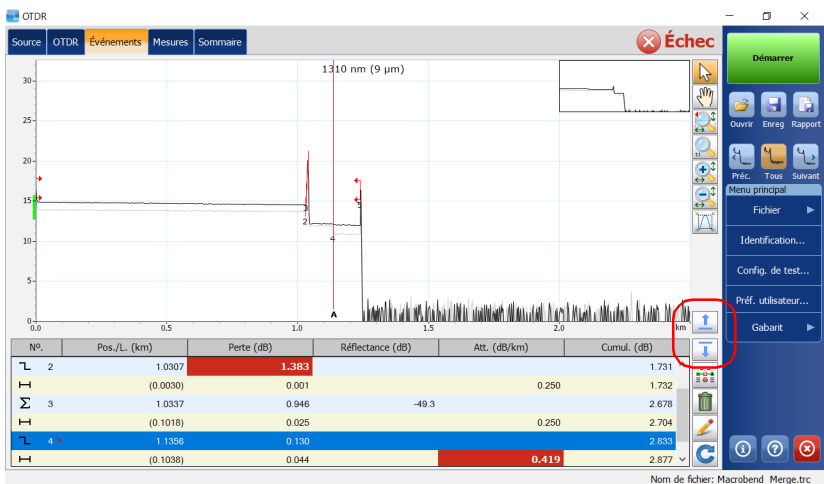 OTDR
Source OTDR Événements Mesures Sommaire Échec
1310 nm (9 µm)
30-
25-
20-
15
10-
5-
0-
3
2
4
5
A
0.0 0.5 1.0 1.5 2.0 km
Nº. Pos./L. (km) Perte (dB) Réflectance (dB) Att. (dB/km) Cumul. (dB)
2 1.0307 1.383 1.731
(0.0030) 0.001 0.250 1.732
Σ 3 1.0337 0.946 -49.3 2.678
(0.1018) 0.025 0.250 2.704
4 1.1356 0.130 2.833
(0.1038) 0.044 0.419 2.877
Démarrer
Ouvrir Enreg Rapport
Préc. Tous Suivant
Menu principal
Fichier
Identification...
Config. de test...
Préf. utilisateur...
Gabarit
Nom de fichier: Macrobend Merge.trc